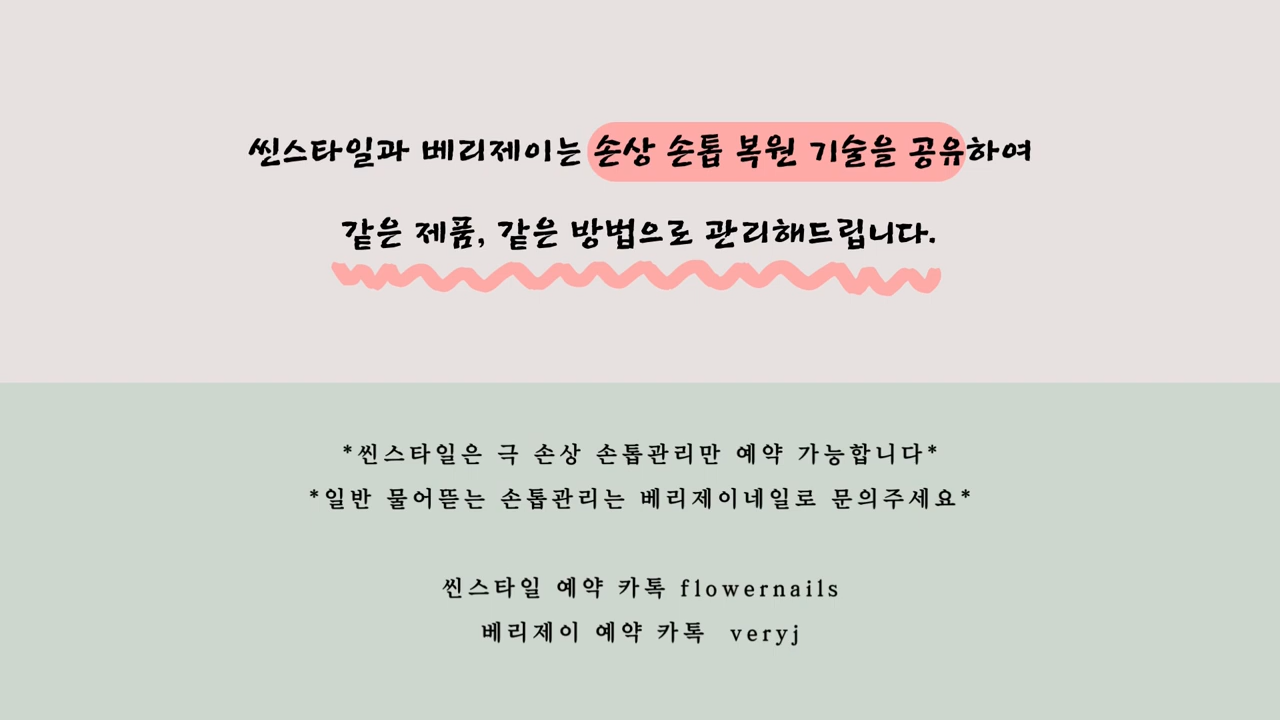 씬스타일과 베리제이는 손상 손톱 복원 기술을 공유하여
같은 제품, 같은 방법으로 관리해드립니다.
*씬스타일은 극 손상 손톱관리만 예약 가능합니다*
*일반 물어뜯는 손톱관리는 베리제이네일로 문의주세요*
씬스타일 예약 카톡 flowernails
베리제이 예약 카톡 veryj